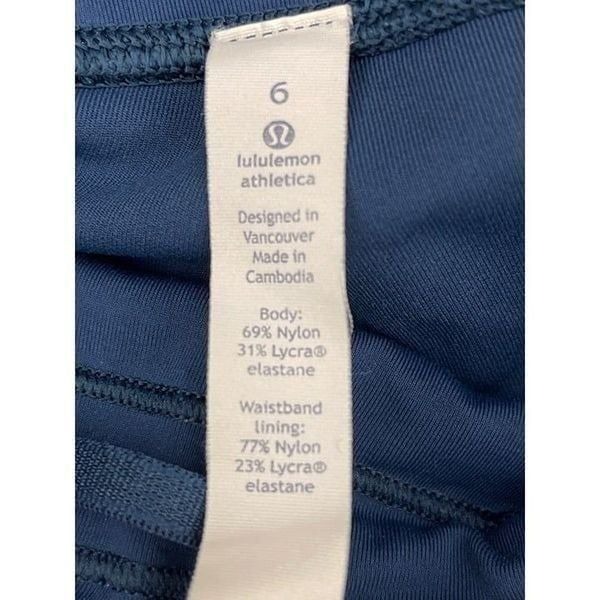 6
lululemon
athletica
Designed in
Vancouver
Made in
Cambodia
Body:
69% Nylon
31% Lycra®
elastane
Waistband
lining:
77% Nylon
23% Lycra®
elastane